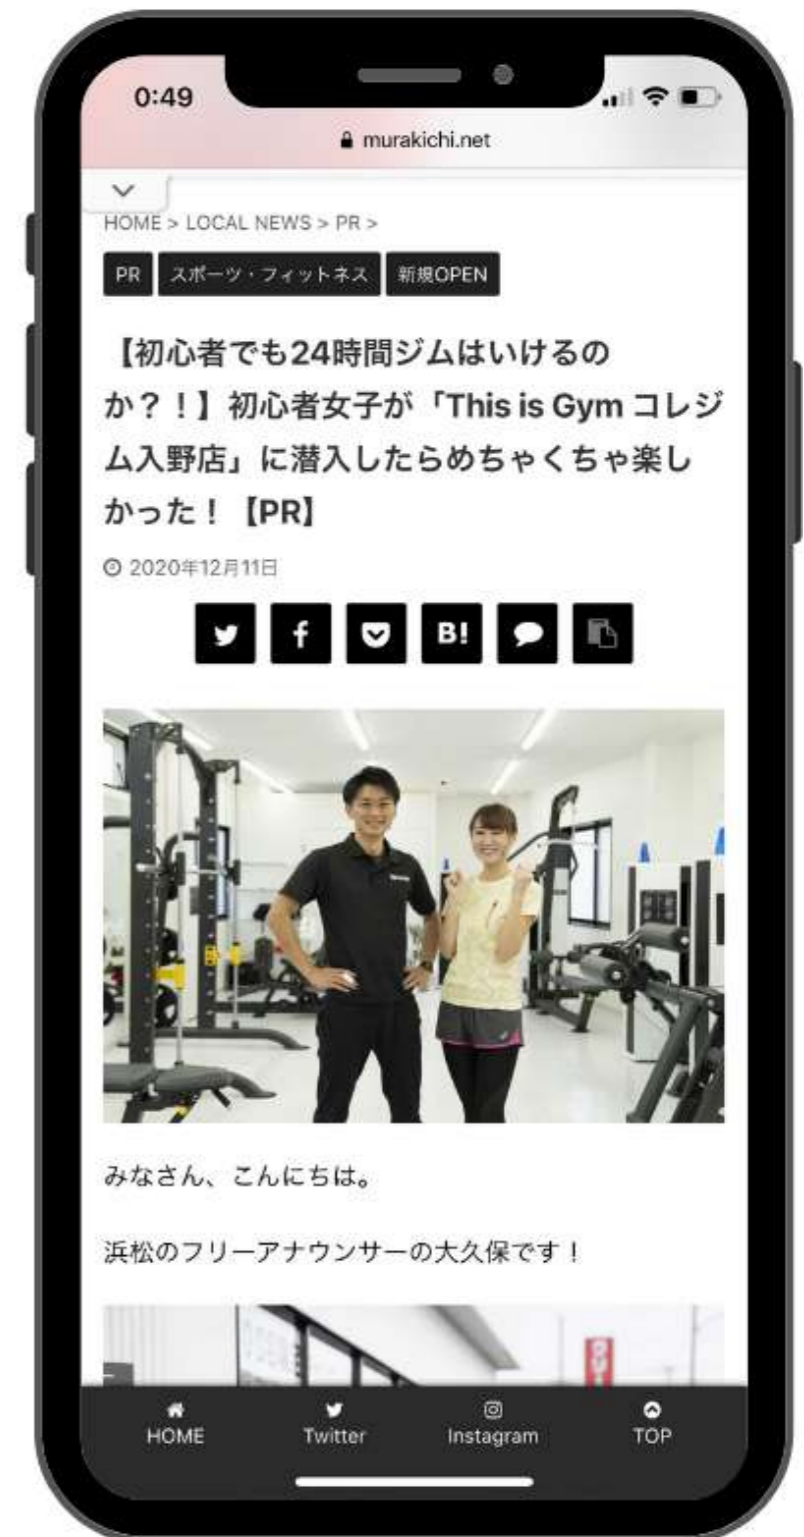 0:49
murakichi.net
HOME > LOCAL NEWS > PR >
PR スポーツ・フィットネス 新規OPEN
【初心者でも24時間ジムはいけるの
か？！】初心者女子が「This is Gym コレジ
ム入野店」に潜入したらめちゃくちゃ楽し
かった！【PR】
2020年12月11日
B!
みなさん、こんにちは。
浜松のフリーアナウンサーの大久保です！
HOME Twitter Instagram TOP